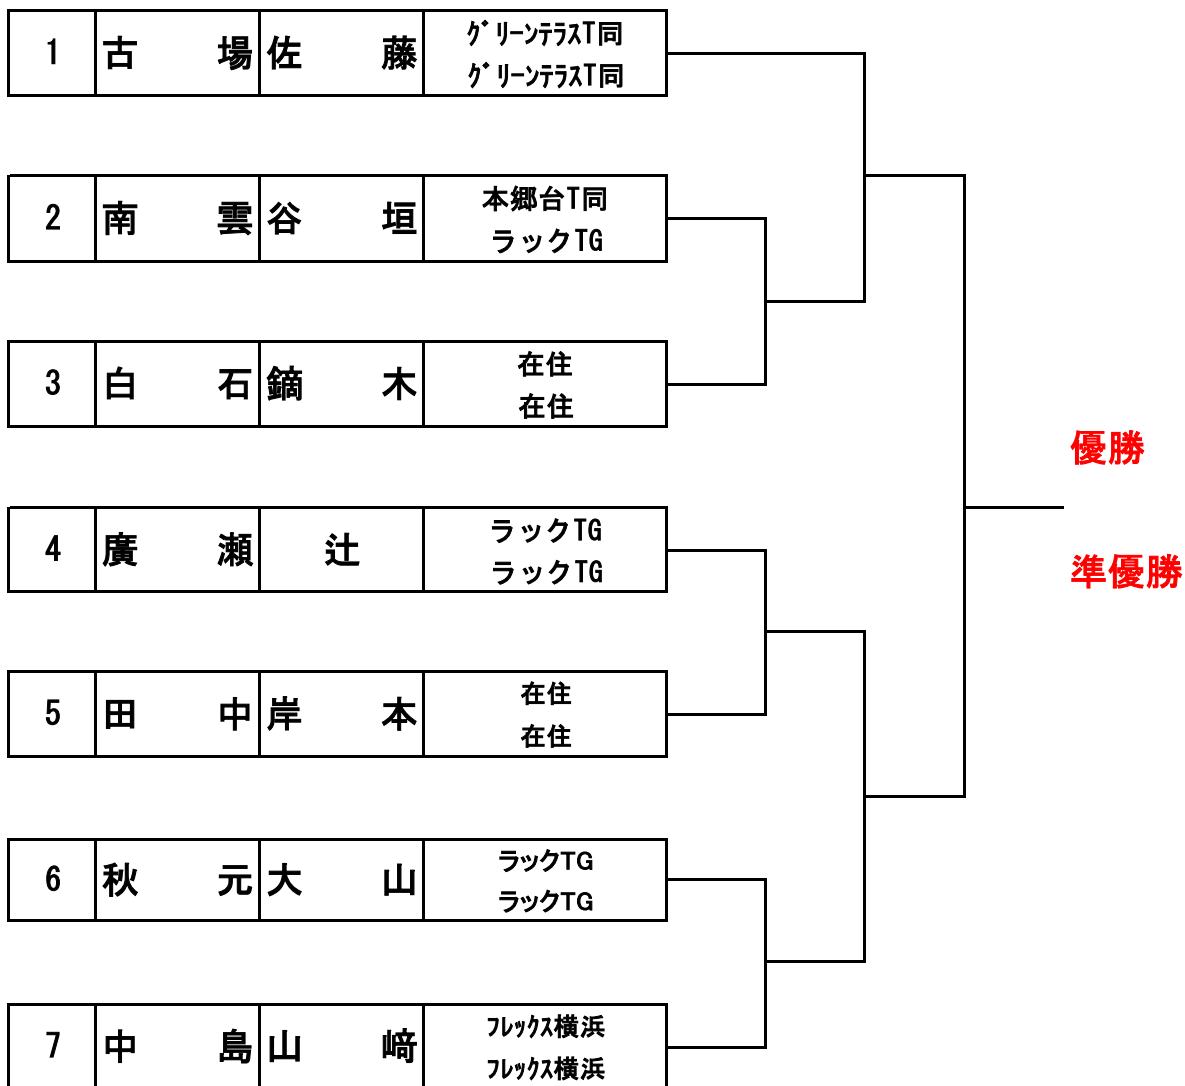 1 古場 佐藤 ｸﾞﾘｰﾝﾃﾗｽT同
ｸﾞﾘｰﾝﾃﾗｽT同
2 南雲 谷垣 本郷台T同
ラックTG
3 白石 鏑木 在住
在住
優勝
4 廣瀬 辻 ラックTG
ラックTG
準優勝
5 田中 岸本 在住
在住
6 秋元 大山 ラックTG
ラックTG
7 中島 山﨑 ﾌﾚｯｸｽ横浜
ﾌﾚｯｸｽ横浜